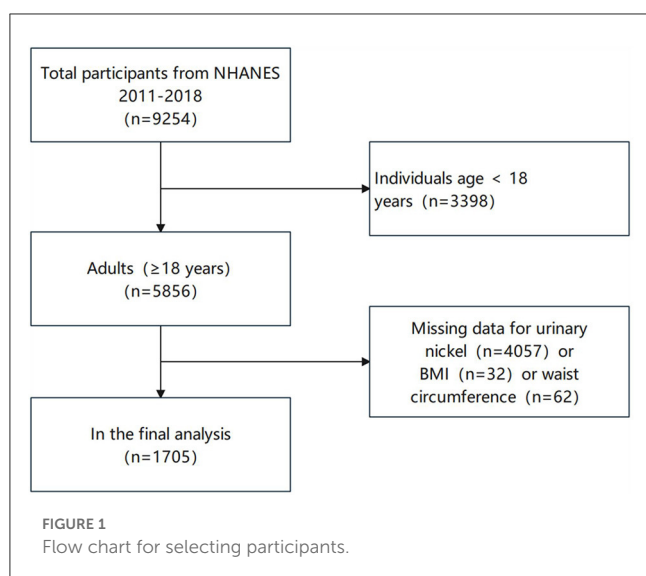 Total participants from NHANES
2011-2018
(n=9254)
Individuals age < 18
years (n=3398)
Adults (≥18 years)
(n=5856)
Missing data for urinary
nickel (n=4057) or
BMI (n=32) or waist
circumference (n=62)
In the final analysis
(n=1705)
FIGURE 1
Flow chart for selecting participants.